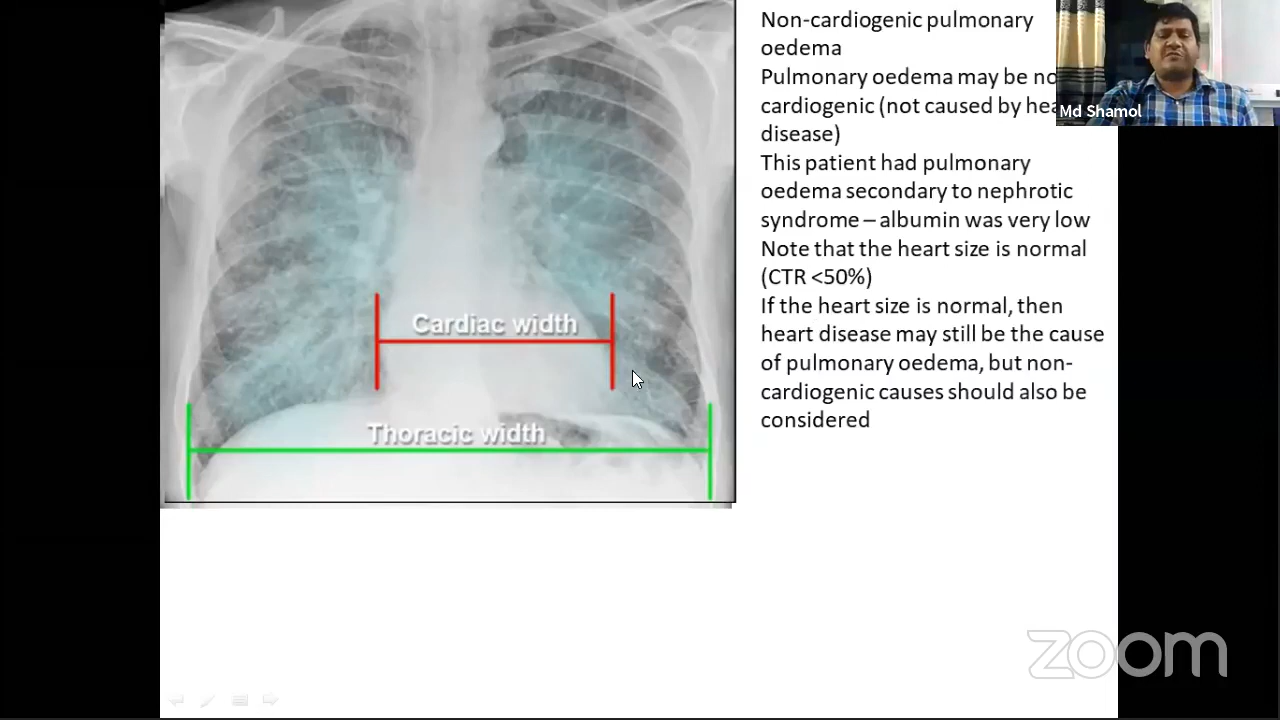 Non-cardiogenic pulmonary
oedema
Pulmonary oedema may be
cardiogenic (not caused by
disease)
This patient had pulmonary
oedema secondary to nephrotic
syndrome – albumin was very low
Note that the heart size is normal
(CTR <50%)
If the heart size is normal, then
heart disease may still be the cause
of pulmonary oedema, but non-
cardiogenic causes should also be
considered
Md Shamol
Cardiac width
Thoracic width
zoom